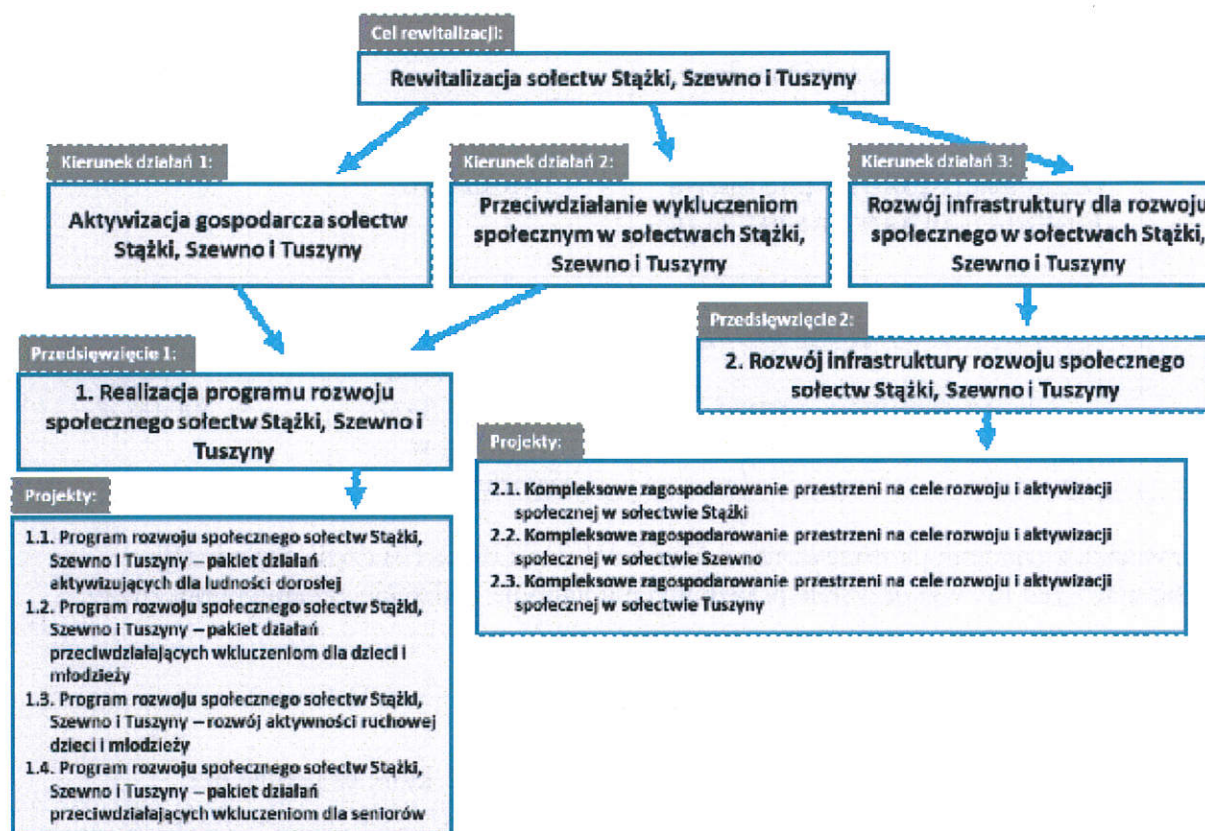 Cel rewitalizacji:
Rewitalizacja sołectw Stążki, Szewno i Tuszyny
Kierunek działań 1:
Aktywizacja gospodarcza sołectw
Stążki, Szewno i Tuszyny
Kierunek działań 2:
Przeciwdziałanie wykluczeniom
społecznym w sołectwach Stążki,
Szewno i Tuszyny
Kierunek działań 3:
Rozwój infrastruktury dla rozwoju
społecznego w sołectwach Stążki,
Szewno i Tuszyny
Przedsięwzięcie 1:
1. Realizacja programu rozwoju
społecznego sołectw Stążki, Szewno i
Tuszyny
Projekty:
1.1. Program rozwoju społecznego sołectw Stążki,
Szewno i Tuszyny – pakiet działań
aktywizujących dla ludności dorosłej
1.2. Program rozwoju społecznego sołectw Stążki,
Szewno i Tuszyny – pakiet działań
przeciwdziałających wkluczeniom dla dzieci i
młodzieży
1.3. Program rozwoju społecznego sołectw Stążki,
Szewno i Tuszyny – rozwój aktywności ruchowej
dzieci i młodzieży
1.4. Program rozwoju społecznego sołectw Stążki,
Szewno i Tuszyny – pakiet działań
przeciwdziałających wkluczeniom dla seniorów
Przedsięwzięcie 2:
2. Rozwój infrastruktury rozwoju społecznego
sołectw Stążki, Szewno i Tuszyny
Projekty:
2.1. Kompleksowe zagospodarowanie przestrzeni na cele rozwoju i aktywizacji
społecznej w sołectwie Stążki
2.2. Kompleksowe zagospodarowanie przestrzeni na cele rozwoju i aktywizacji
społecznej w sołectwie Szewno
2.3. Kompleksowe zagospodarowanie przestrzeni na cele rozwoju i aktywizacji
społecznej w sołectwie Tuszyny